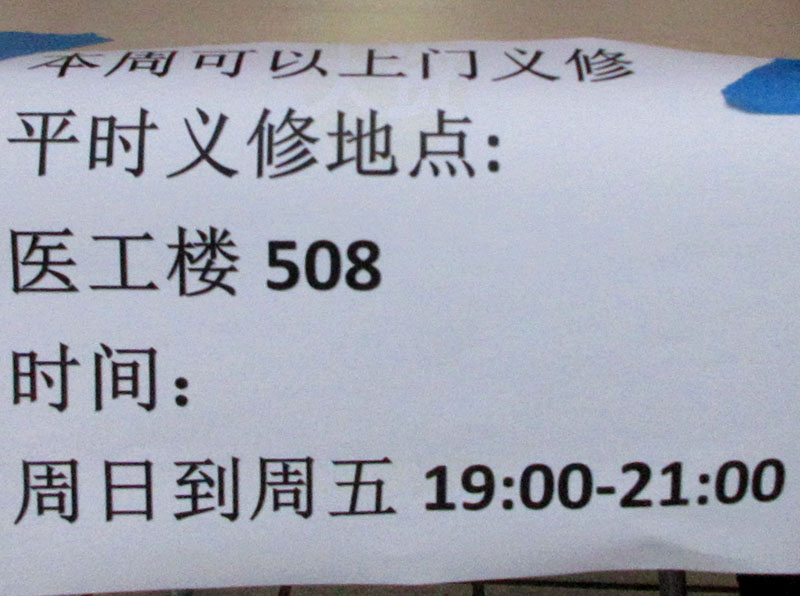 本周可以上门义修
平时义修地点:
医工楼 508
时间：
周日到周五 19:00-21:00